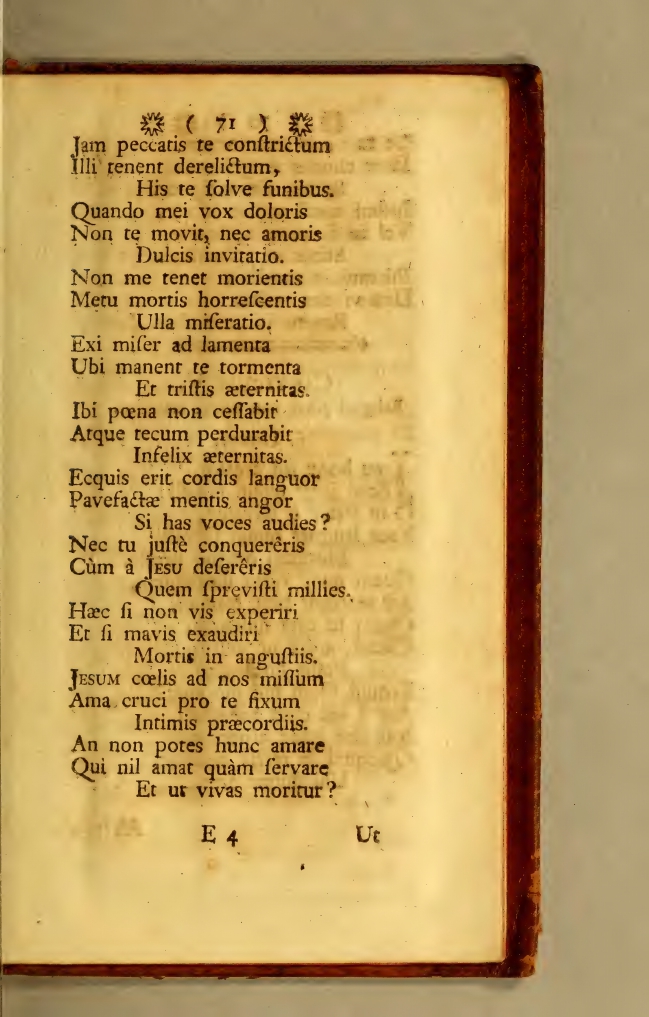 ( 71 )
Jam peccatis te conſtrictum
Illi tenent derelictum,
His te ſolve funibus.
Quando mei vox doloris
Non te movit, nec amoris
Dulcis invitatio.
Non me tenet morientis
Metu mortis horreſcentis
Ulla miſeratio.
Exi miſer ad lamenta
Ubi manent te tormenta
Et triſtis æternitas.
Ibi pœna non ceſſabit
Atque tecum perdurabit
Infelix æternitas.
Ecquis erit cordis languor
Pavefactæ mentis angor
Si has voces audies?
Nec tu juſtè conquerêris
Cùm à JESU deſerêris
Quem ſpreviſti millies.
Hæc ſi non vis experiri
Et ſi mavis exaudiri
Mortis in anguſtiis.
JESUM cœlis ad nos miſſum
Ama cruci pro te fixum
Intimis præcordiis.
An non potes hunc amare
Qui nil amat quàm ſervare
Et ut vivas moritur?
E 4 Ut